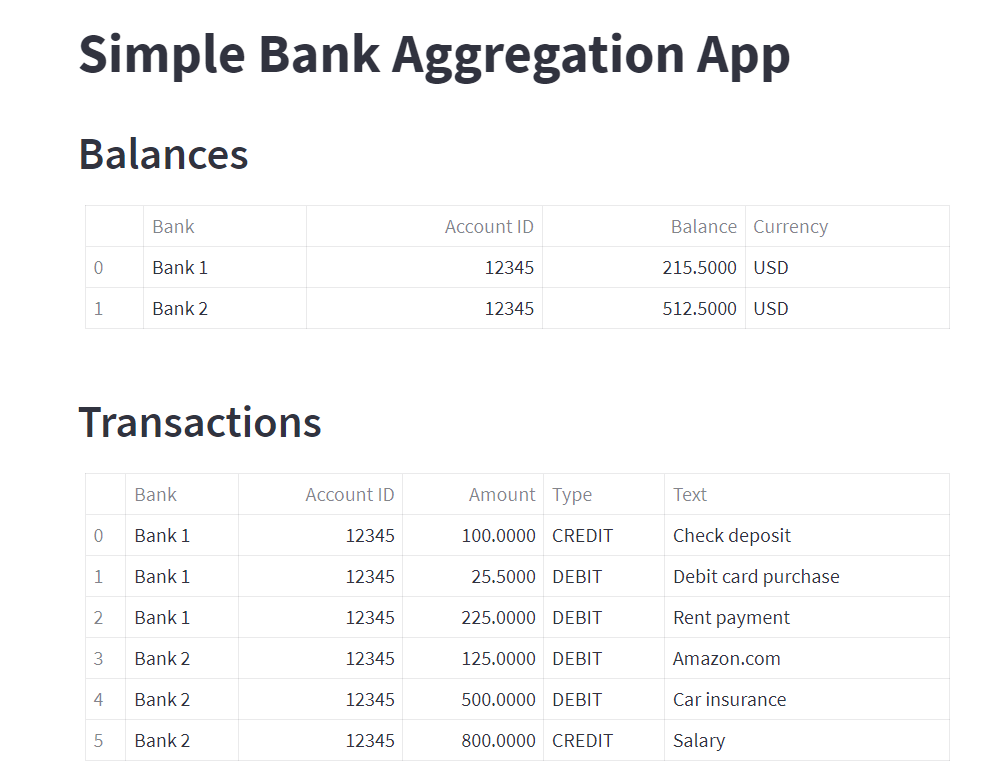 Simple Bank Aggregation App
Balances
Bank Account ID Balance Currency
0 Bank 1 12345 215.5000 USD
1 Bank 2 12345 512.5000 USD
Transactions
Bank Account ID Amount Type Text
0 Bank 1 12345 100.0000 CREDIT Check deposit
1 Bank 1 12345 25.5000 DEBIT Debit card purchase
2 Bank 1 12345 225.0000 DEBIT Rent payment
3 Bank 2 12345 125.0000 DEBIT Amazon.com
4 Bank 2 12345 500.0000 DEBIT Car insurance
5 Bank 2 12345 800.0000 CREDIT Salary